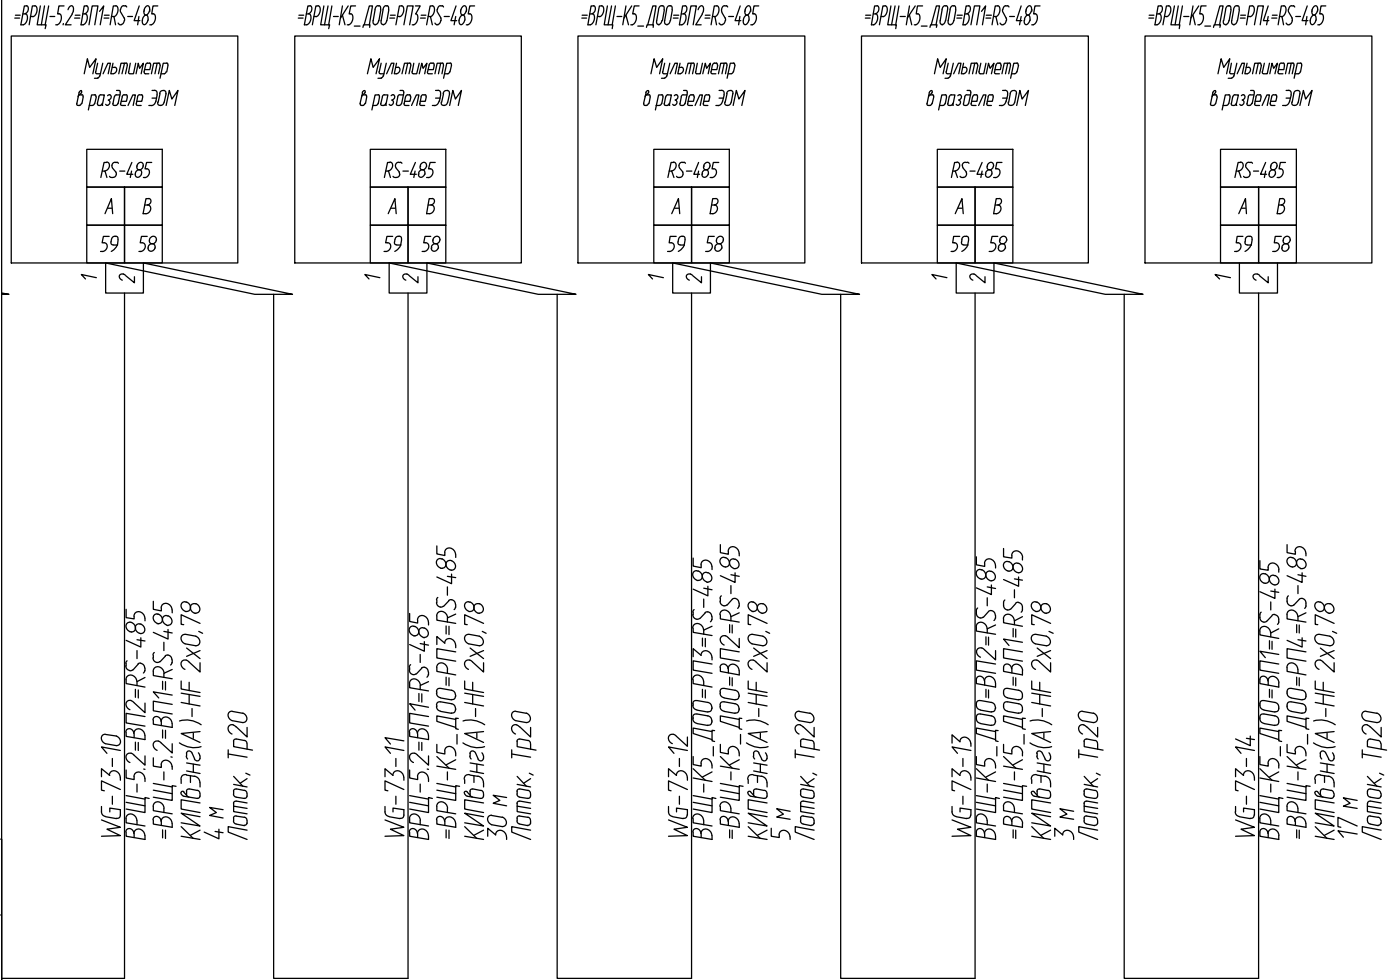 =ВРЩ-5.2=ВП1=RS-485
Мультиметр
в разделе ЭОМ
RS-485
A B
59 58
1 2
WG-73-10
ВРЩ-5.2=ВП2=RS-485
=ВРЩ-5.2=ВП1=RS-485
КИПвЭнг(А)-HF 2x0,78
4 м
Лоток, Тр20
=ВРЩ-К5_ДОО=РП3=RS-485
Мультиметр
в разделе ЭОМ
RS-485
A B
59 58
1 2
WG-73-11
ВРЩ-5.2=ВП1=RS-485
=ВРЩ-К5_ДОО=РП3=RS-485
КИПвЭнг(А)-HF 2x0,78
30 м
Лоток, Тр20
=ВРЩ-К5_ДОО=ВП2=RS-485
Мультиметр
в разделе ЭОМ
RS-485
A B
59 58
1 2
WG-73-12
ВРЩ-К5_ДОО=РП3=RS-485
=ВРЩ-К5_ДОО=ВП2=RS-485
КИПвЭнг(А)-HF 2x0,78
5 м
Лоток, Тр20
=ВРЩ-К5_ДОО=ВП1=RS-485
Мультиметр
в разделе ЭОМ
RS-485
A B
59 58
1 2
WG-73-13
ВРЩ-К5_ДОО=ВП2=RS-485
=ВРЩ-К5_ДОО=ВП1=RS-485
КИПвЭнг(А)-HF 2x0,78
3 м
Лоток, Тр20
=ВРЩ-К5_ДОО=РП4=RS-485
Мультиметр
в разделе ЭОМ
RS-485
A B
59 58
1 2
WG-73-14
ВРЩ-К5_ДОО=ВП1=RS-485
=ВРЩ-К5_ДОО=РП4=RS-485
КИПвЭнг(А)-HF 2x0,78
17 м
Лоток, Тр20